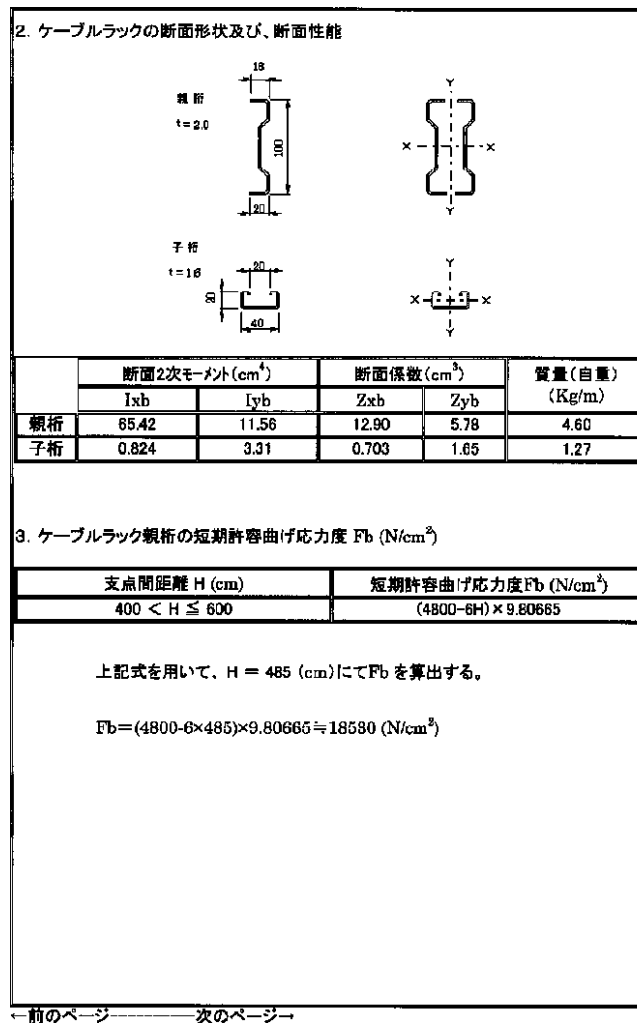 2. ケーブルラックの断面形状及び、断面性能
18
親桁
t=2.0
100
20
Y
X
X
Y
子桁
t=1.6
20
20
40
Y
X
X
Y
断面2次モーメント(cm⁴) 断面係数(cm³) 質量(自重)
(Kg/m)
Ixb Iyb Zxb Zyb
親桁 65.42 11.56 12.90 5.78 4.60
子桁 0.824 3.31 0.703 1.65 1.27
3. ケーブルラック親桁の短期許容曲げ応力度 Fb (N/cm²)
支点間距離 H (cm) 短期許容曲げ応力度Fb (N/cm²)
400 < H ≦ 600 (4800-6H)×9.80665
上記式を用いて、H = 485 (cm)にてFb を算出する。
Fb=(4800-6×485)×9.80665≒18530 (N/cm²)
←前のページ----------次のページ→